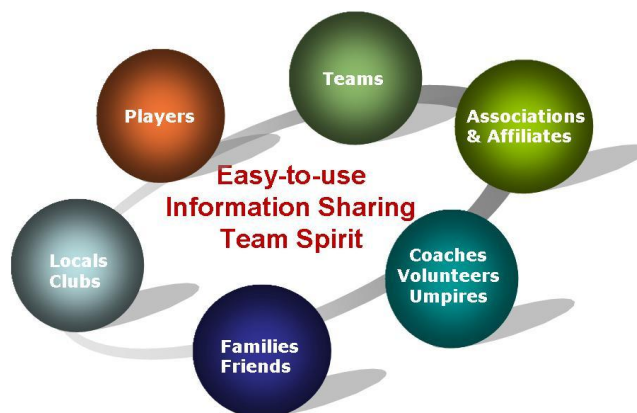 Teams
Players
Associations
& Affiliates
Easy-to-use
Information Sharing
Team Spirit
Locals
Clubs
Coaches
Volunteers
Umpires
Families
Friends